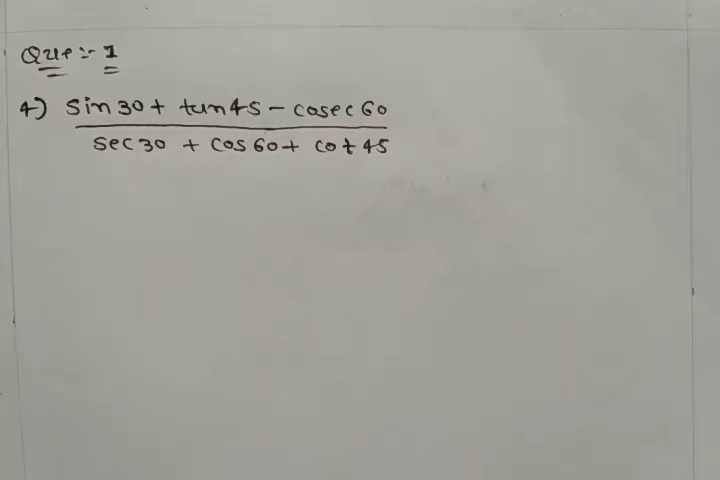 Que :- 1
4) sin 30 + tan 45 - cosec 60
sec 30 + cos 60 + cot 45